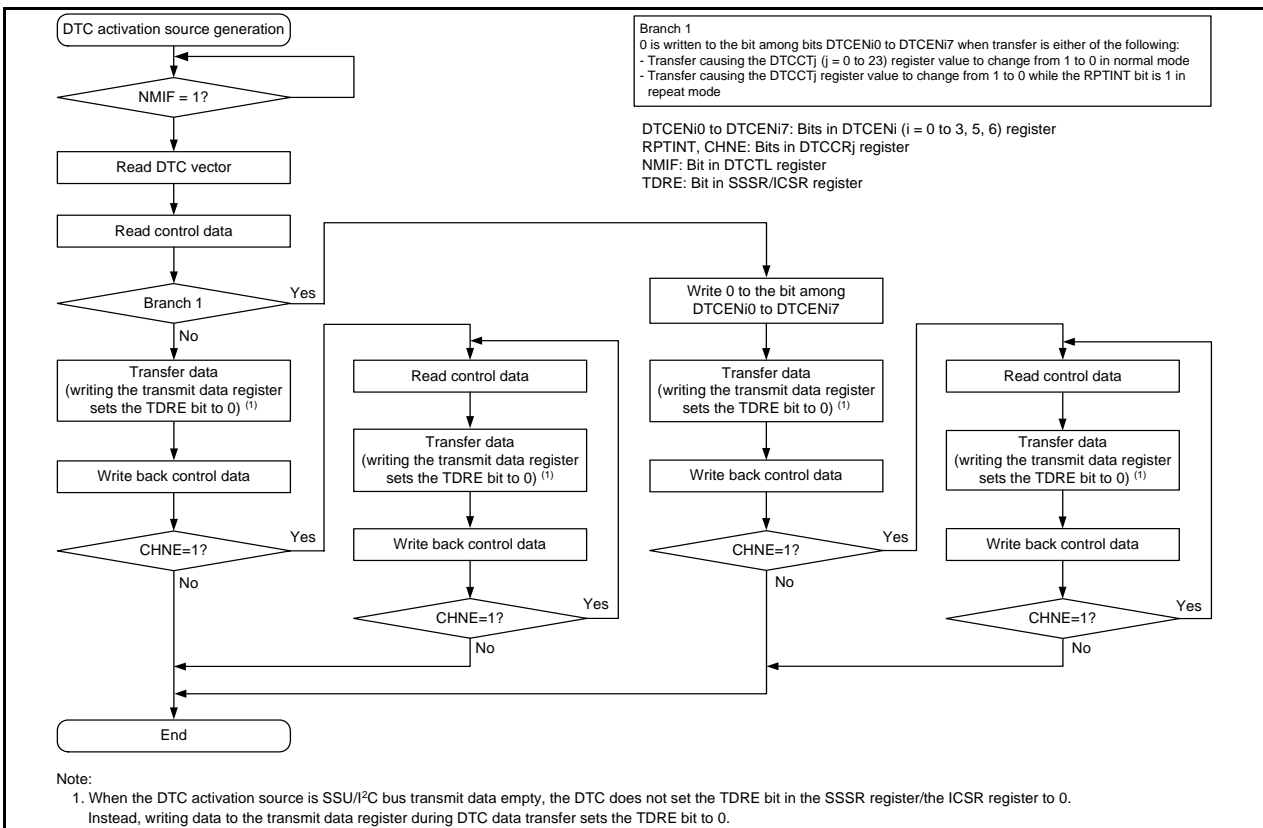 DTC activation source generation
NMIF = 1?
Read DTC vector
Read control data
Branch 1
Yes
No
Transfer data
(writing the transmit data register
sets the TDRE bit to 0) (1)
Write back control data
CHNE=1?
Yes
No
Read control data
Transfer data
(writing the transmit data register
sets the TDRE bit to 0) (1)
Write back control data
CHNE=1?
Yes
No
End
Branch 1
0 is written to the bit among bits DTCENi0 to DTCENi7 when transfer is either of the following:
- Transfer causing the DTCCTj (j = 0 to 23) register value to change from 1 to 0 in normal mode
- Transfer causing the DTCCTj register value to change from 1 to 0 while the RPTINT bit is 1 in
repeat mode
DTCENi0 to DTCENi7: Bits in DTCENi (i = 0 to 3, 5, 6) register
RPTINT, CHNE: Bits in DTCCRj register
NMIF: Bit in DTCTL register
TDRE: Bit in SSSR/ICSR register
Write 0 to the bit among
DTCENi0 to DTCENi7
Transfer data
(writing the transmit data register
sets the TDRE bit to 0) (1)
Write back control data
CHNE=1?
Yes
No
Read control data
Transfer data
(writing the transmit data register
sets the TDRE bit to 0) (1)
Write back control data
CHNE=1?
Yes
No
Note:
1. When the DTC activation source is SSU/I²C bus transmit data empty, the DTC does not set the TDRE bit in the SSSR register/the ICSR register to 0.
Instead, writing data to the transmit data register during DTC data transfer sets the TDRE bit to 0.